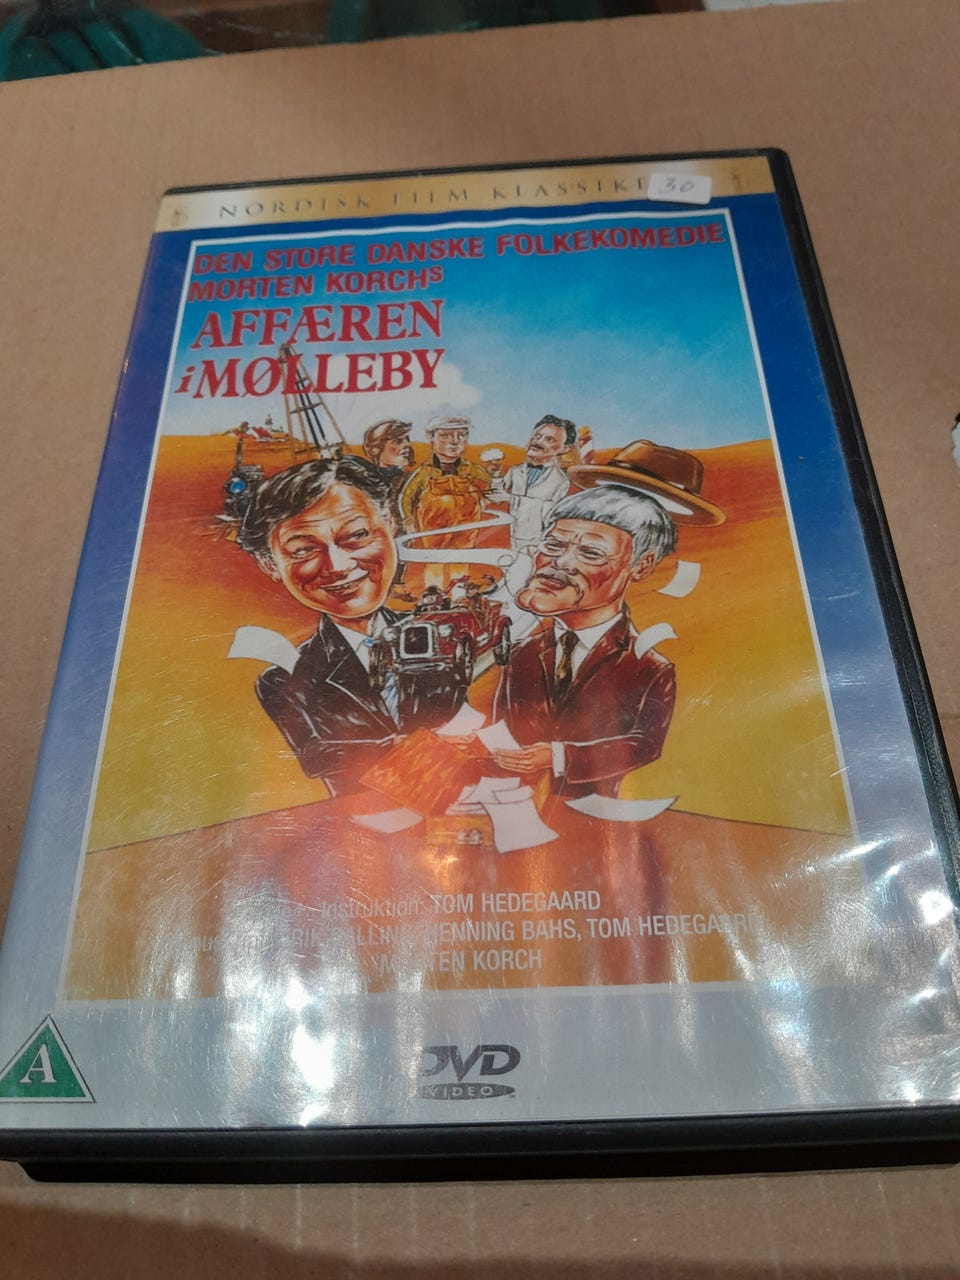 NORDISK FILM KLASSIKE
30
DEN STORE DANSKE FOLKEKOMEDIE
MORTEN KORCHS
AFFÆREN
i MØLLEBY
Instruktion: TOM HEDEGAARD
HENNING BAHS, TOM HEDEGAARD
MORTEN KORCH
A
DVD
VIDEO